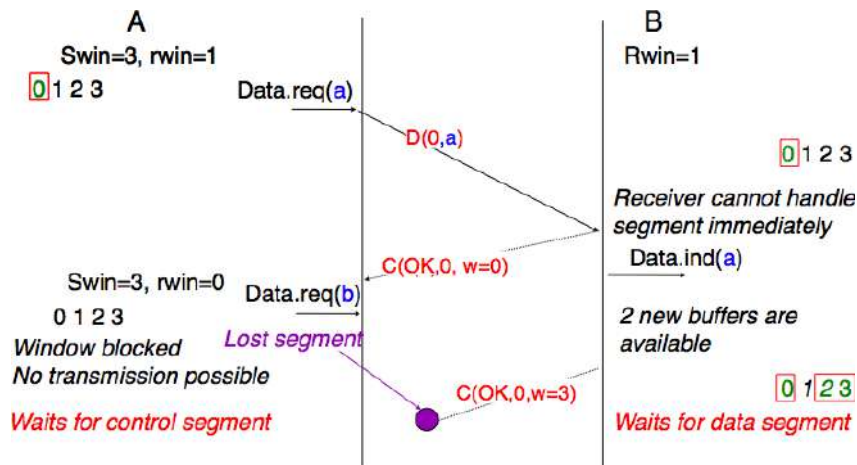 A
B
Swin=3, rwin=1
Rwin=1
0 1 2 3
Data.req(a)
D(0,a)
0 1 2 3
Receiver cannot handle
segment immediately
C(OK,0, w=0)
Data.ind(a)
Swin=3, rwin=0
Data.req(b)
0 1 2 3
2 new buffers are
available
Lost segment
Window blocked
No transmission possible
C(OK,0,w=3)
0 1 2 3
Waits for control segment
Waits for data segment